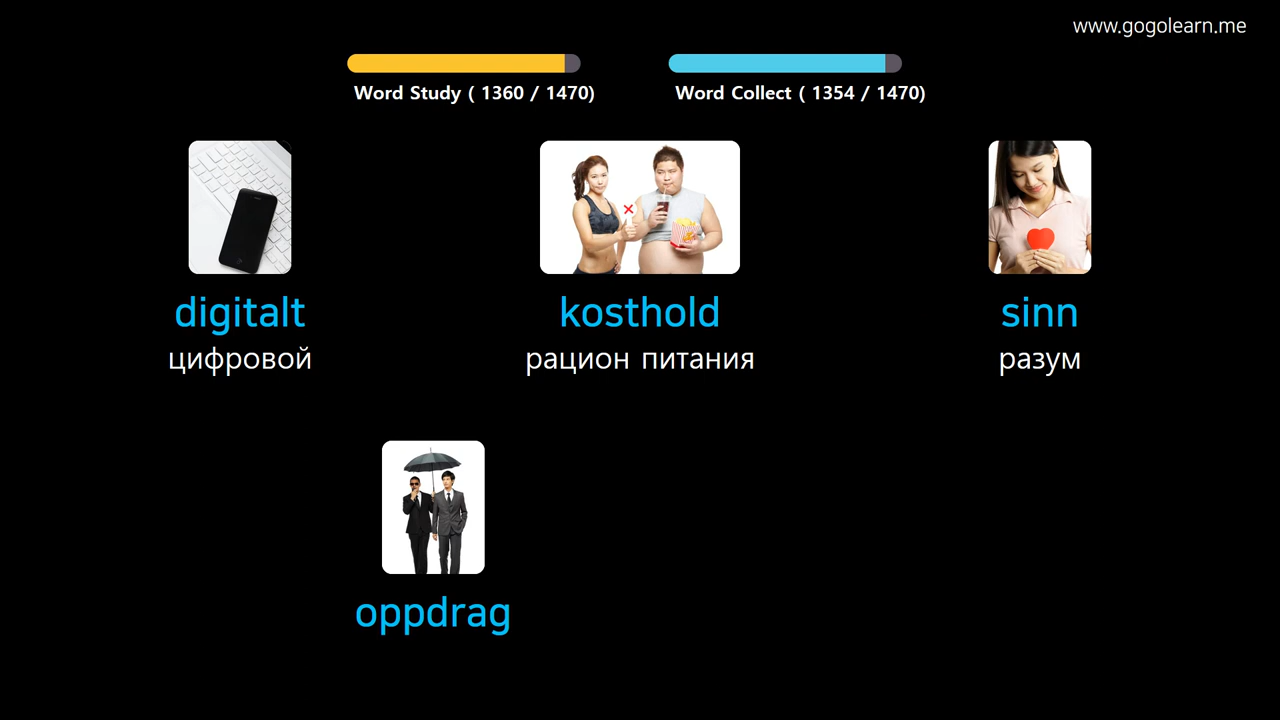 www.gogolearn.me
Word Study ( 1360 / 1470)
Word Collect ( 1354 / 1470)
digitalt
kosthold
sinn
цифровой
рацион питания
разум
oppdrag